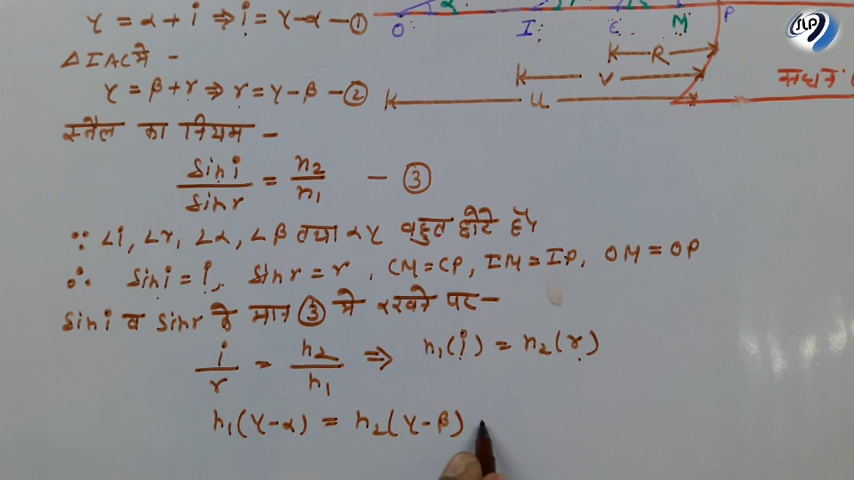 γ = α + i ⇒ i = γ-α —①
O I C M P
R
ΔIAC मे - V
γ = β + r ⇒ r = γ-β —② u
स्नैल का नियम -
sin i / sin r = n₂ / n₁ — ③
∵ ∠i, ∠r, ∠α, ∠β तथा ∠γ बहुत छोटे है।
∴ sin i = i, sin r = r, CM = CP, IM = IP, OM = OP
sin i व sin r के मान ③ मे रखने पर-
i / r = n₂ / n₁ ⇒ n₁(i) = n₂(r)
n₁(γ-α) = n₂(γ-β)
SLP